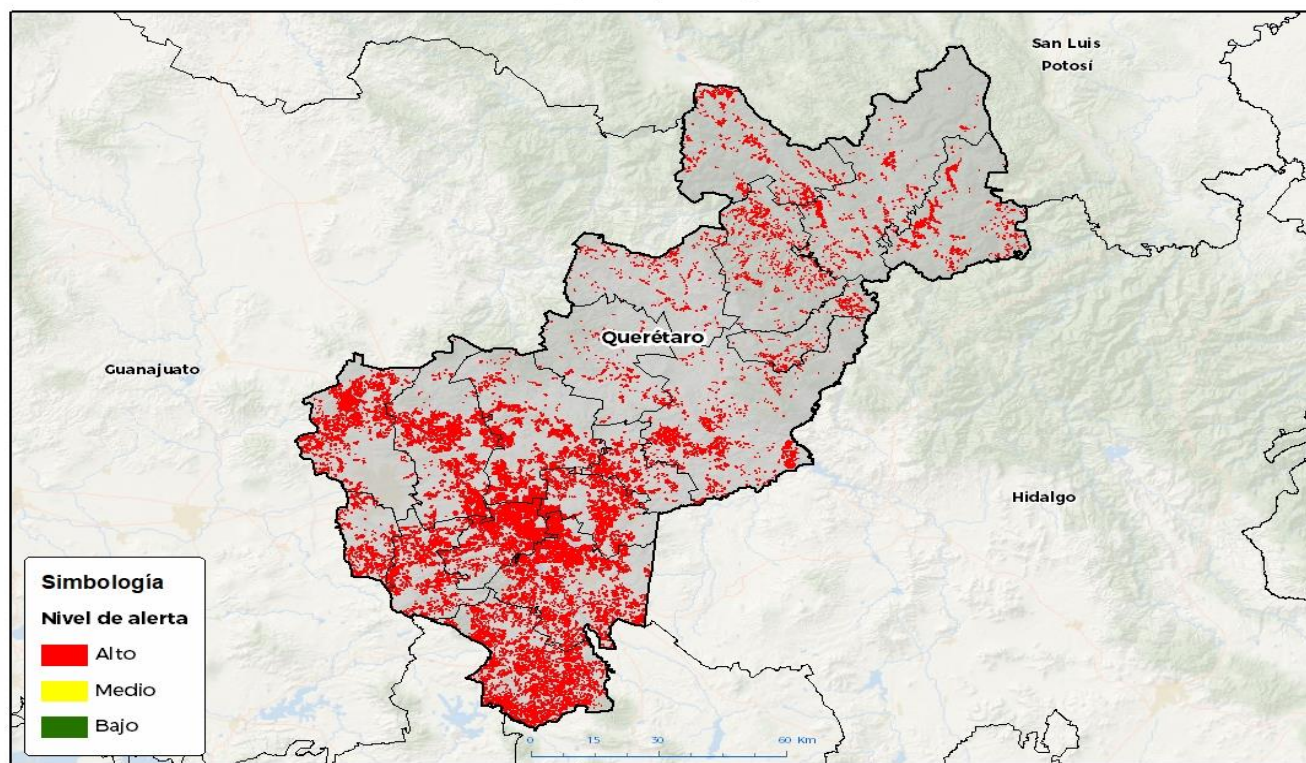 San Luis
Potosí
Querétaro
Guanajuato
Hidalgo
Simbología
Nivel de alerta
Alto
Medio
Bajo
0 15 30 60 Km